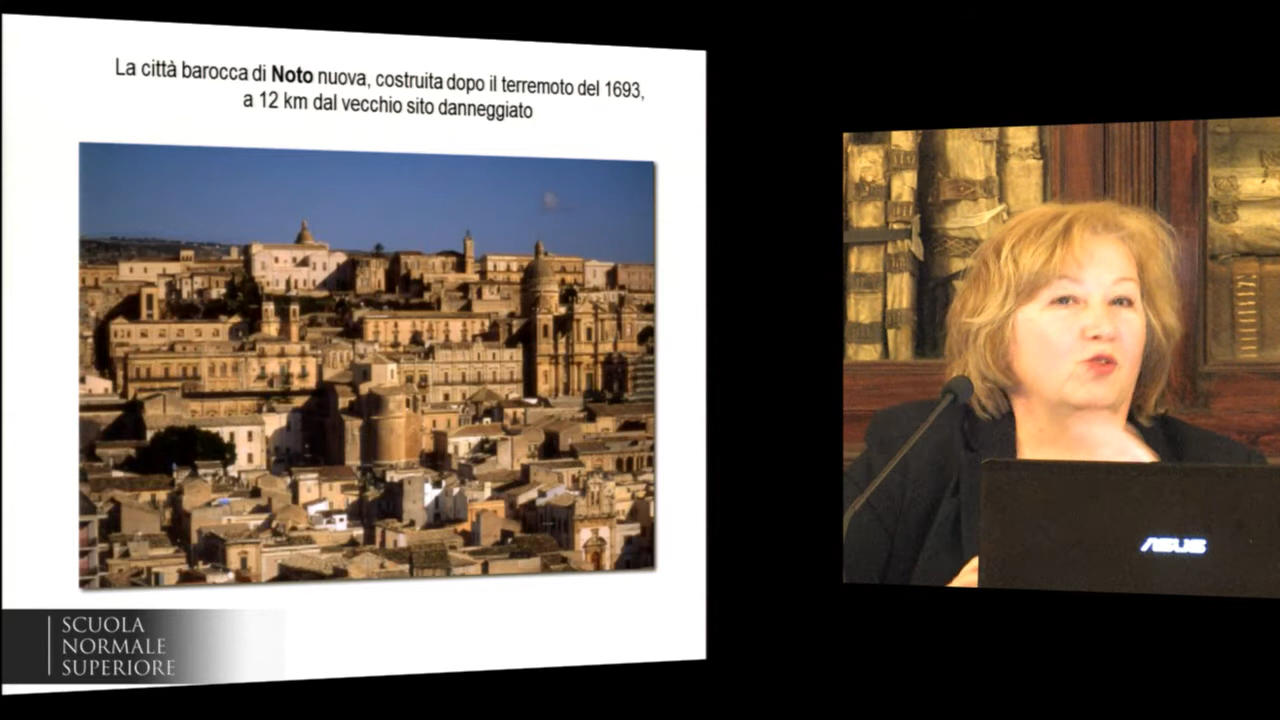 La città barocca di Noto nuova, costruita dopo il terremoto del 1693,
a 12 km dal vecchio sito danneggiato
SCUOLA
NORMALE
SUPERIORE
ASUS